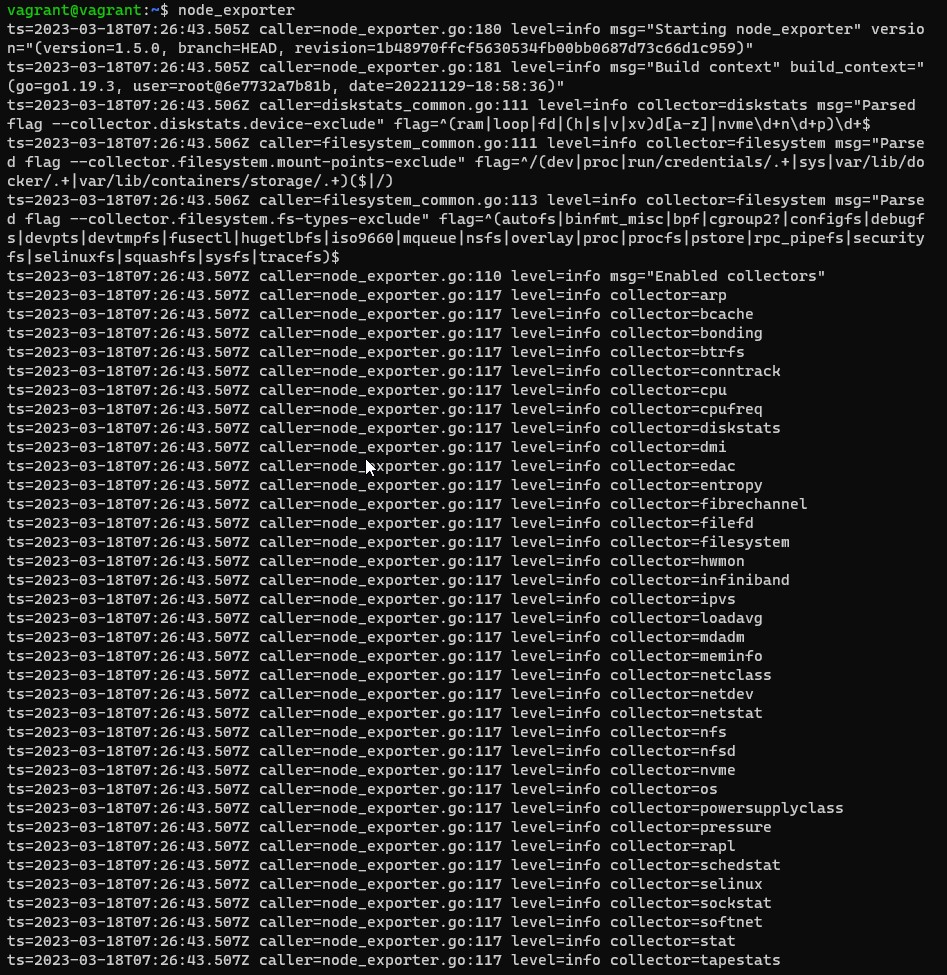 vagrant@vagrant:~$ node_exporter
ts=2023-03-18T07:26:43.505Z caller=node_exporter.go:180 level=info msg="Starting node_exporter" versio
n="(version=1.5.0, branch=HEAD, revision=1b48970ffcf5630534fb00bb0687d73c66d1c959)"
ts=2023-03-18T07:26:43.505Z caller=node_exporter.go:181 level=info msg="Build context" build_context="
(go=go1.19.3, user=root@6e7732a7b81b, date=20221129-18:58:36)"
ts=2023-03-18T07:26:43.506Z caller=diskstats_common.go:111 level=info collector=diskstats msg="Parsed
flag --collector.diskstats.device-exclude" flag=^(ram|loop|fd|(h|s|v|xv)d[a-z]|nvme\d+n\d+p)\d+$
ts=2023-03-18T07:26:43.506Z caller=filesystem_common.go:111 level=info collector=filesystem msg="Parse
d flag --collector.filesystem.mount-points-exclude" flag=^/(dev|proc|run/credentials/.+|sys|var/lib/do
cker/.+|var/lib/containers/storage/.+)($|/)
ts=2023-03-18T07:26:43.506Z caller=filesystem_common.go:113 level=info collector=filesystem msg="Parse
d flag --collector.filesystem.fs-types-exclude" flag=^(autofs|binfmt_misc|bpf|cgroup2?|configfs|debugf
s|devpts|devtmpfs|fusectl|hugetlbfs|iso9660|mqueue|nsfs|overlay|proc|procfs|pstore|rpc_pipefs|security
fs|selinuxfs|squashfs|sysfs|tracefs)$
ts=2023-03-18T07:26:43.507Z caller=node_exporter.go:110 level=info msg="Enabled collectors"
ts=2023-03-18T07:26:43.507Z caller=node_exporter.go:117 level=info collector=arp
ts=2023-03-18T07:26:43.507Z caller=node_exporter.go:117 level=info collector=bcache
ts=2023-03-18T07:26:43.507Z caller=node_exporter.go:117 level=info collector=bonding
ts=2023-03-18T07:26:43.507Z caller=node_exporter.go:117 level=info collector=btrfs
ts=2023-03-18T07:26:43.507Z caller=node_exporter.go:117 level=info collector=conntrack
ts=2023-03-18T07:26:43.507Z caller=node_exporter.go:117 level=info collector=cpu
ts=2023-03-18T07:26:43.507Z caller=node_exporter.go:117 level=info collector=cpufreq
ts=2023-03-18T07:26:43.507Z caller=node_exporter.go:117 level=info collector=diskstats
ts=2023-03-18T07:26:43.507Z caller=node_exporter.go:117 level=info collector=dmi
ts=2023-03-18T07:26:43.507Z caller=node_exporter.go:117 level=info collector=edac
ts=2023-03-18T07:26:43.507Z caller=node_exporter.go:117 level=info collector=entropy
ts=2023-03-18T07:26:43.507Z caller=node_exporter.go:117 level=info collector=fibrechannel
ts=2023-03-18T07:26:43.507Z caller=node_exporter.go:117 level=info collector=filefd
ts=2023-03-18T07:26:43.507Z caller=node_exporter.go:117 level=info collector=filesystem
ts=2023-03-18T07:26:43.507Z caller=node_exporter.go:117 level=info collector=hwmon
ts=2023-03-18T07:26:43.507Z caller=node_exporter.go:117 level=info collector=infiniband
ts=2023-03-18T07:26:43.507Z caller=node_exporter.go:117 level=info collector=ipvs
ts=2023-03-18T07:26:43.507Z caller=node_exporter.go:117 level=info collector=loadavg
ts=2023-03-18T07:26:43.507Z caller=node_exporter.go:117 level=info collector=mdadm
ts=2023-03-18T07:26:43.507Z caller=node_exporter.go:117 level=info collector=meminfo
ts=2023-03-18T07:26:43.507Z caller=node_exporter.go:117 level=info collector=netclass
ts=2023-03-18T07:26:43.507Z caller=node_exporter.go:117 level=info collector=netdev
ts=2023-03-18T07:26:43.507Z caller=node_exporter.go:117 level=info collector=netstat
ts=2023-03-18T07:26:43.507Z caller=node_exporter.go:117 level=info collector=nfs
ts=2023-03-18T07:26:43.507Z caller=node_exporter.go:117 level=info collector=nfsd
ts=2023-03-18T07:26:43.507Z caller=node_exporter.go:117 level=info collector=nvme
ts=2023-03-18T07:26:43.507Z caller=node_exporter.go:117 level=info collector=os
ts=2023-03-18T07:26:43.507Z caller=node_exporter.go:117 level=info collector=powersupplyclass
ts=2023-03-18T07:26:43.507Z caller=node_exporter.go:117 level=info collector=pressure
ts=2023-03-18T07:26:43.507Z caller=node_exporter.go:117 level=info collector=rapl
ts=2023-03-18T07:26:43.507Z caller=node_exporter.go:117 level=info collector=schedstat
ts=2023-03-18T07:26:43.507Z caller=node_exporter.go:117 level=info collector=selinux
ts=2023-03-18T07:26:43.507Z caller=node_exporter.go:117 level=info collector=sockstat
ts=2023-03-18T07:26:43.507Z caller=node_exporter.go:117 level=info collector=softnet
ts=2023-03-18T07:26:43.507Z caller=node_exporter.go:117 level=info collector=stat
ts=2023-03-18T07:26:43.507Z caller=node_exporter.go:117 level=info collector=tapestats